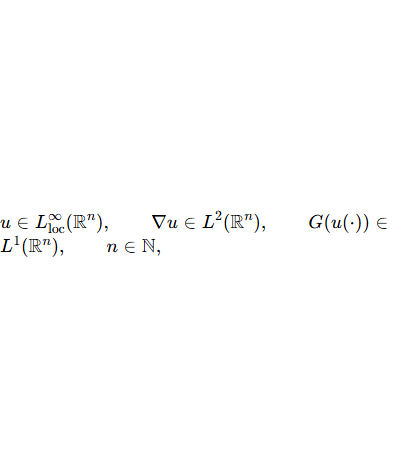 u ∈ L^∞_loc(ℝ^n), ∇u ∈ L^2(ℝ^n), G(u(·)) ∈
L^1(ℝ^n), n ∈ ℕ,